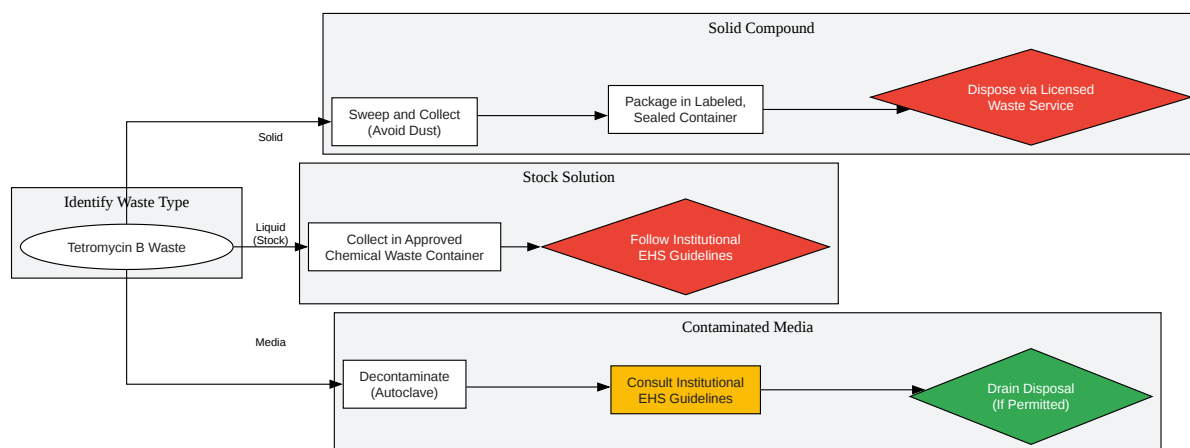 Solid Compound
Sweep and Collect
(Avoid Dust)
Package in Labeled,
Sealed Container
Dispose via Licensed
Waste Service
Solid
Identify Waste Type
Tetromycin B Waste
Liquid
(Stock)
Stock Solution
Collect in Approved
Chemical Waste Container
Follow Institutional
EHS Guidelines
Media
Contaminated Media
Decontaminate
(Autoclave)
Consult Institutional
EHS Guidelines
Drain Disposal
(If Permitted)